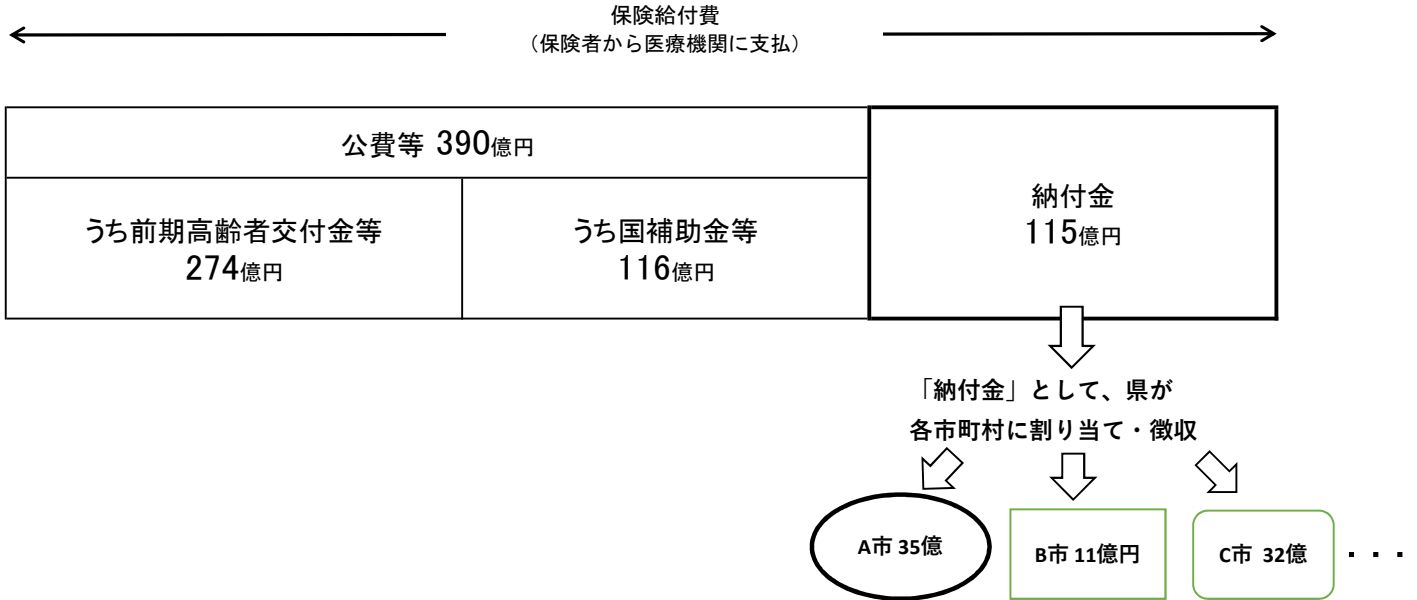 保険給付費
（保険者から医療機関に支払）
公費等 390億円
うち前期高齢者交付金等
274億円
うち国補助金等
116億円
納付金
115億円
「納付金」として、県が
各市町村に割り当て・徴収
A市 35億
B市 11億円
C市 32億
・・・